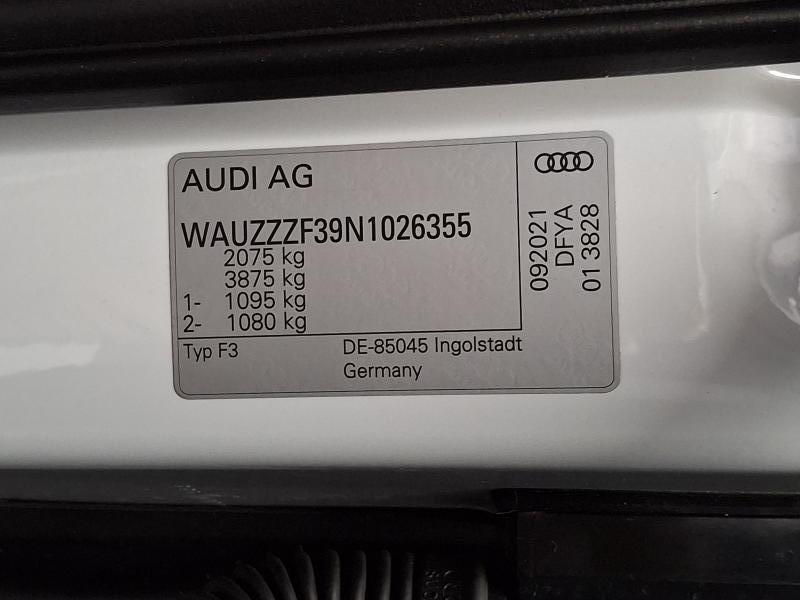 AUDI AG
WAUZZZF39N1026355
2075 kg
3875 kg
1- 1095 kg
2- 1080 kg
Typ F3 DE-85045 Ingolstadt
Germany
092021
DFYA
01 3828